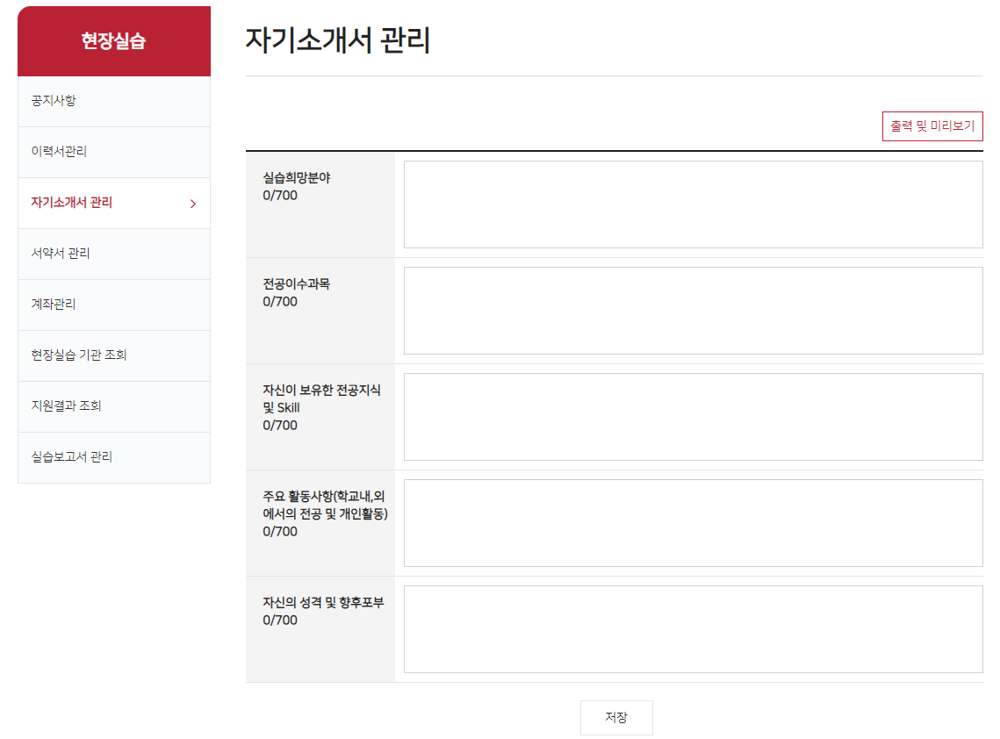 현장실습
공지사항
이력서관리
자기소개서 관리
서약서 관리
계좌관리
현장실습 기관 조회
지원결과 조회
실습보고서 관리
자기소개서 관리
출력 및 미리보기
실습희망분야
0/700
전공이수과목
0/700
자신이 보유한 전공지식
및 Skill
0/700
주요 활동사항(학교내,외
에서의 전공 및 개인활동)
0/700
자신의 성격 및 향후포부
0/700
저장